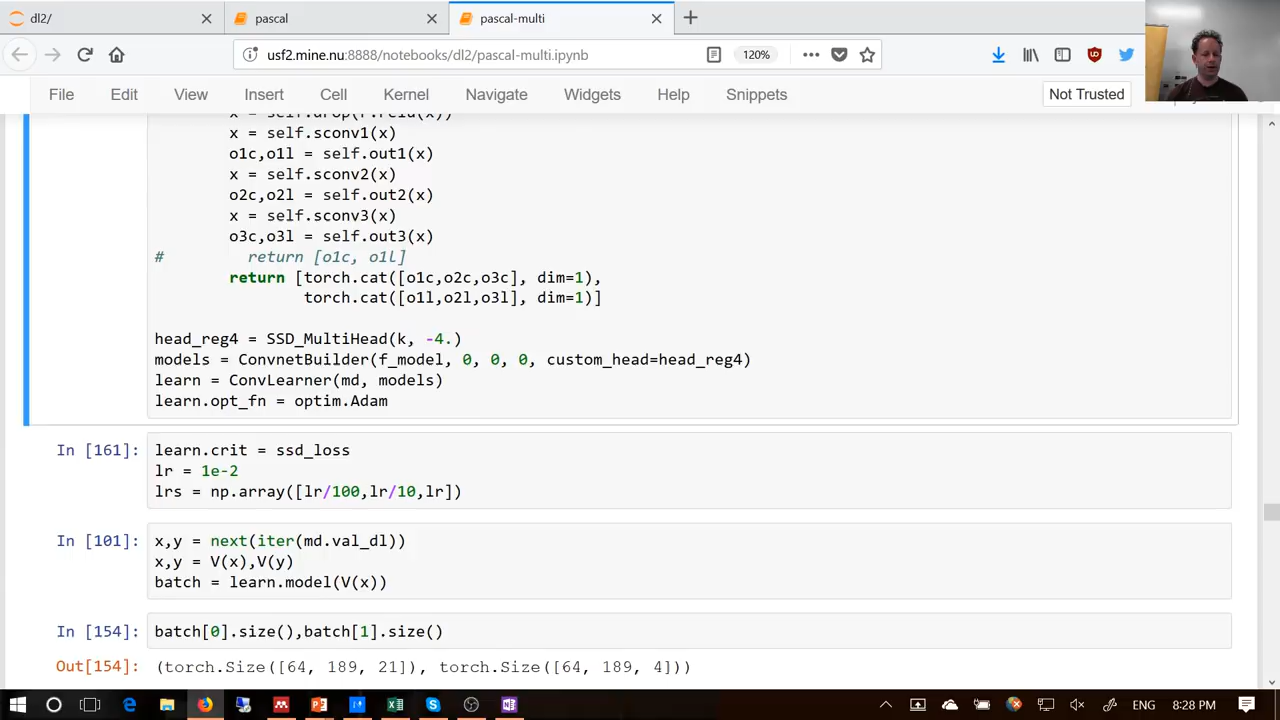 dl2/
pascal
pascal-multi
usf2.mine.nu:8888/notebooks/dl2/pascal-multi.ipynb
120%
File Edit View Insert Cell Kernel Navigate Widgets Help Snippets
Not Trusted
x = self.drop(F.relu(x))
x = self.sconv1(x)
o1c,o1l = self.out1(x)
x = self.sconv2(x)
o2c,o2l = self.out2(x)
x = self.sconv3(x)
o3c,o3l = self.out3(x)
# return [o1c, o1l]
return [torch.cat([o1c,o2c,o3c], dim=1),
torch.cat([o1l,o2l,o3l], dim=1)]
head_reg4 = SSD_MultiHead(k, -4.)
models = ConvnetBuilder(f_model, 0, 0, 0, custom_head=head_reg4)
learn = ConvLearner(md, models)
learn.opt_fn = optim.Adam
In [161]: learn.crit = ssd_loss
lr = 1e-2
lrs = np.array([lr/100,lr/10,lr])
In [101]: x,y = next(iter(md.val_dl))
x,y = V(x),V(y)
batch = learn.model(V(x))
In [154]: batch[0].size(),batch[1].size()
Out[154]: (torch.Size([64, 189, 21]), torch.Size([64, 189, 4]))
ENG 8:28 PM